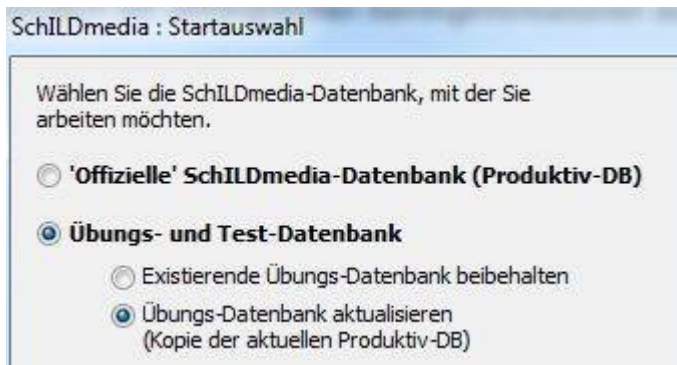 SchILDmedia : Startauswahl
Wählen Sie die SchILDmedia-Datenbank, mit der Sie
arbeiten möchten.
'Offizielle' SchILDmedia-Datenbank (Produktiv-DB)
Übungs- und Test-Datenbank
Existierende Übungs-Datenbank beibehalten
Übungs-Datenbank aktualisieren
(Kopie der aktuellen Produktiv-DB)